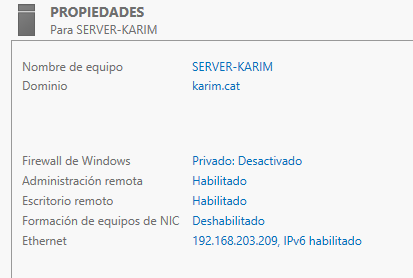 PROPIEDADES
Para SERVER-KARIM
Nombre de equipo SERVER-KARIM
Dominio karim.cat
Firewall de Windows Privado: Desactivado
Administración remota Habilitado
Escritorio remoto Habilitado
Formación de equipos de NIC Deshabilitado
Ethernet 192.168.203.209, IPv6 habilitado